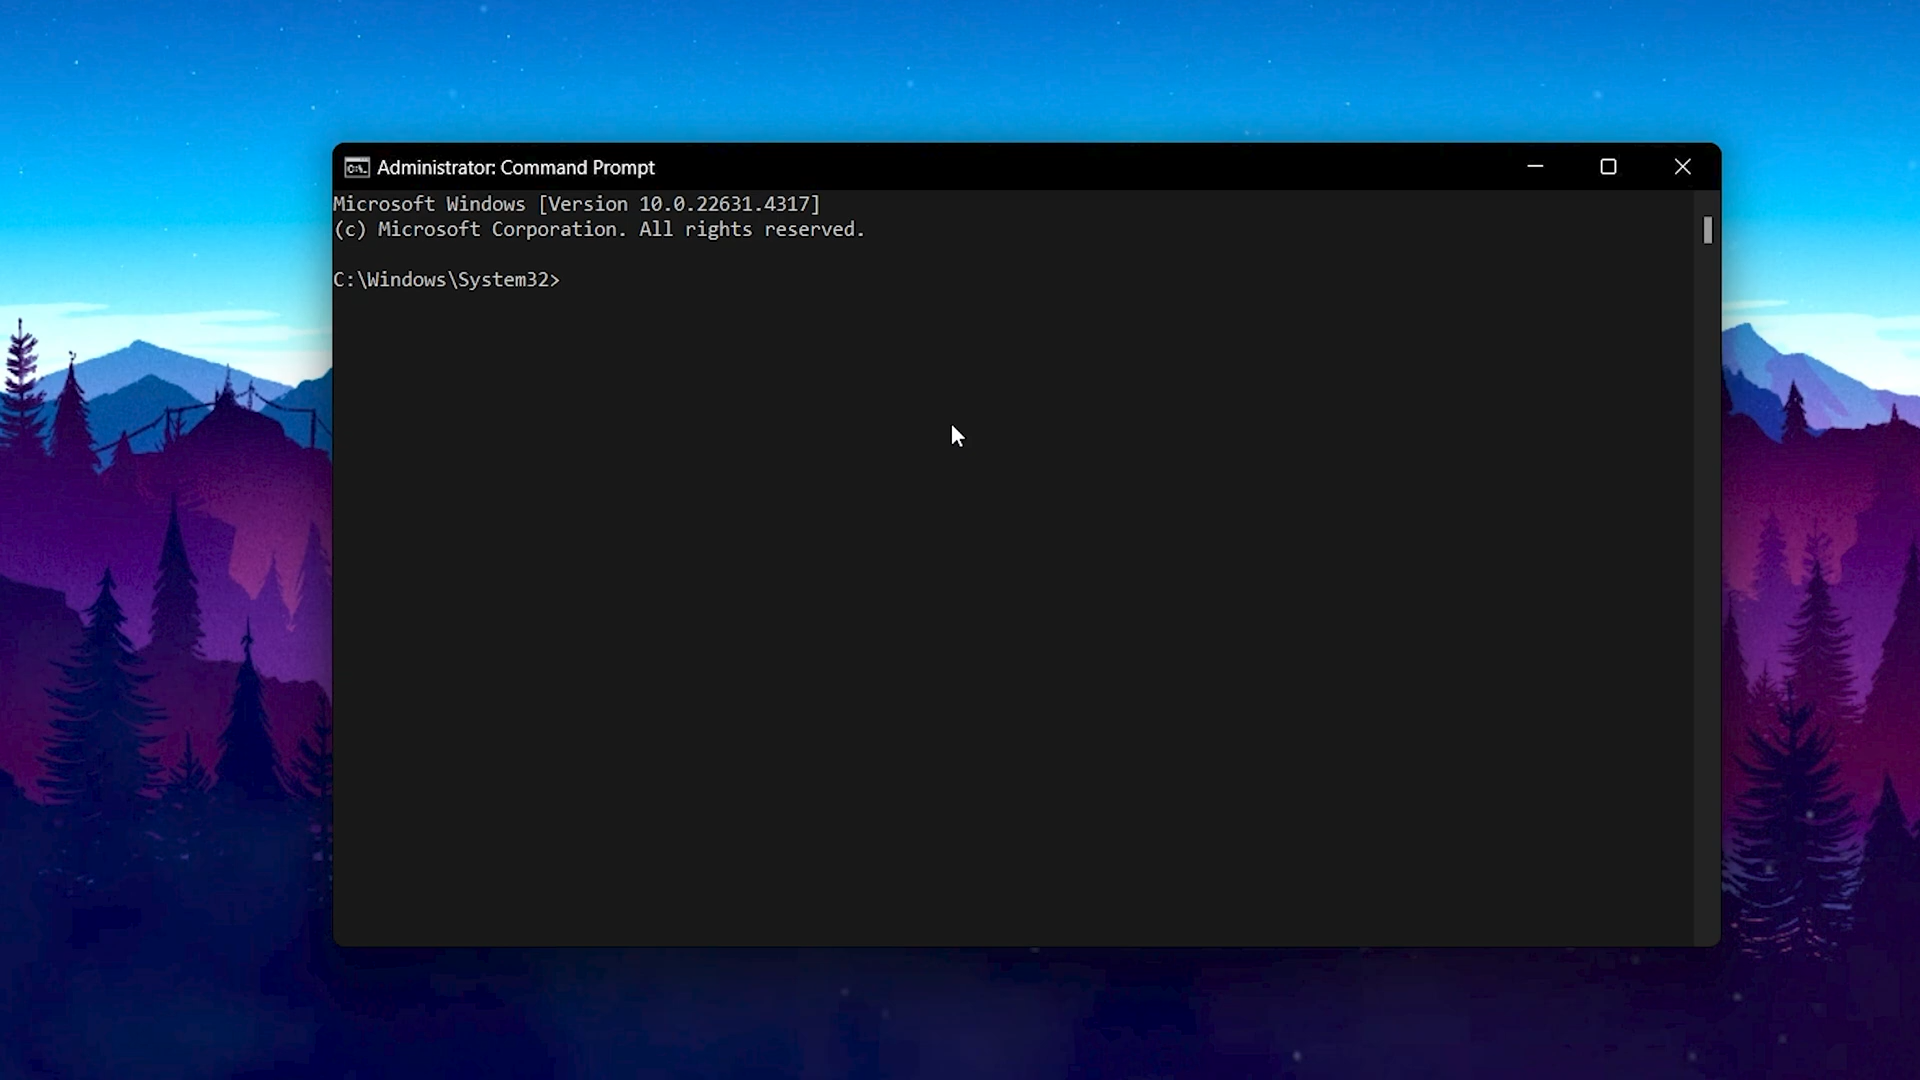 Administrator: Command Prompt
Microsoft Windows [Version 10.0.22631.4317]
(c) Microsoft Corporation. All rights reserved.
C:\Windows\System32>